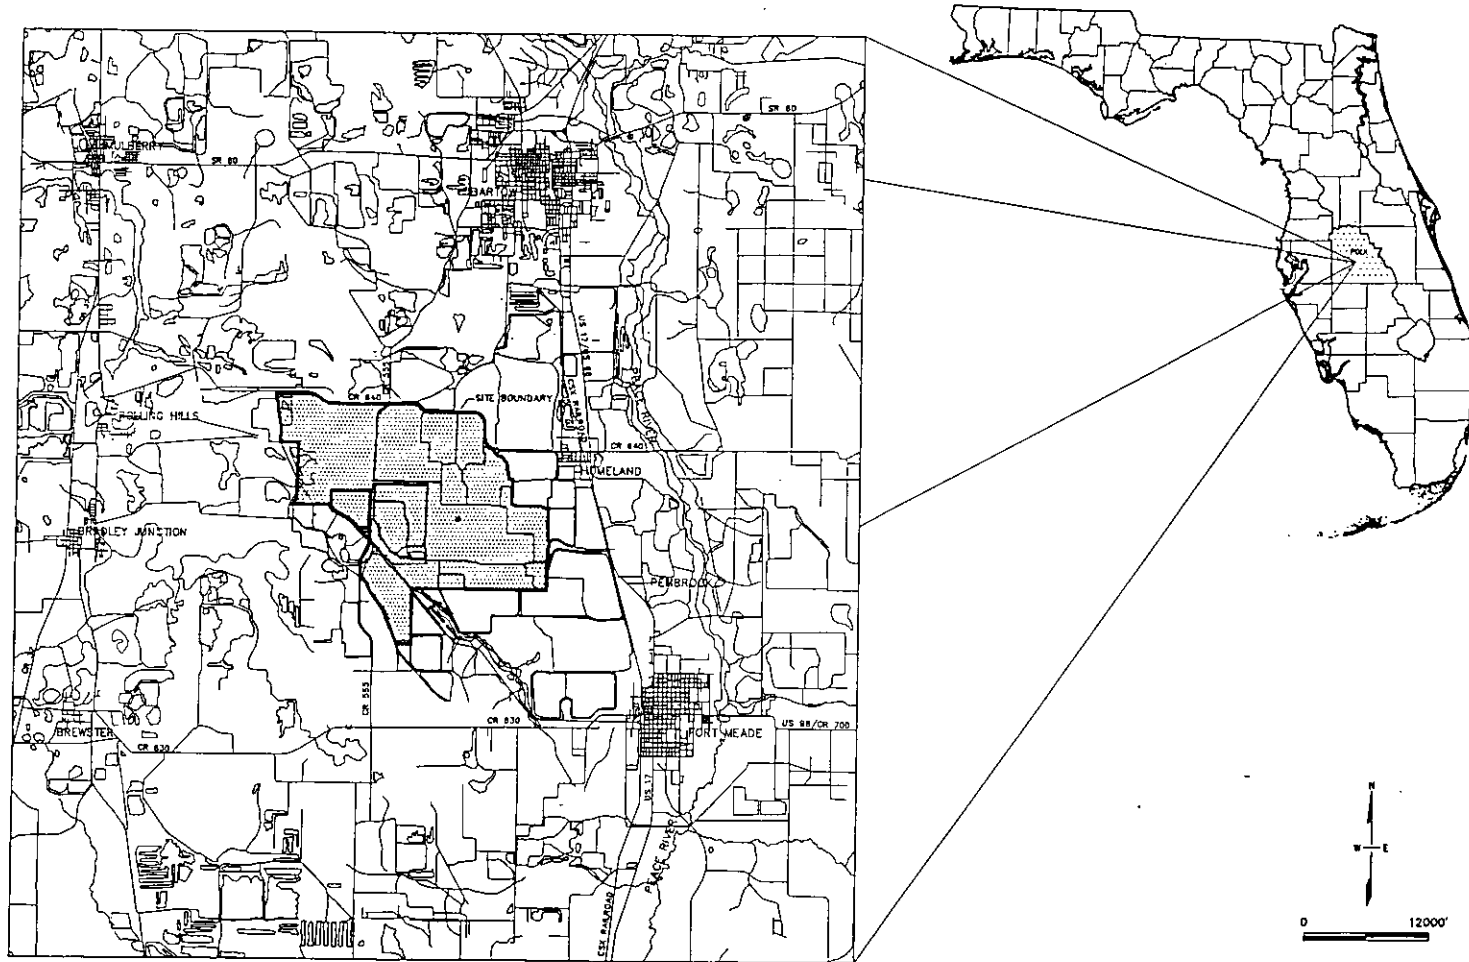 SR 60
MULBERRY
SR 60
BARTOW
POLK
US 17/US 98
CSX RAILROAD
PEACE RIVER
CR 555
CR 640
SITE BOUNDARY
ROLLING HILLS
CR 640
HOMELAND
BRADLEY JUNCTION
PEMBROOK
CR 555
CR 630
US 98/CR 700
BREWSTER
FORT MEADE
CR 630
US 17
PEACE RIVER
CSX RAILROAD
N
W E
0 12000'